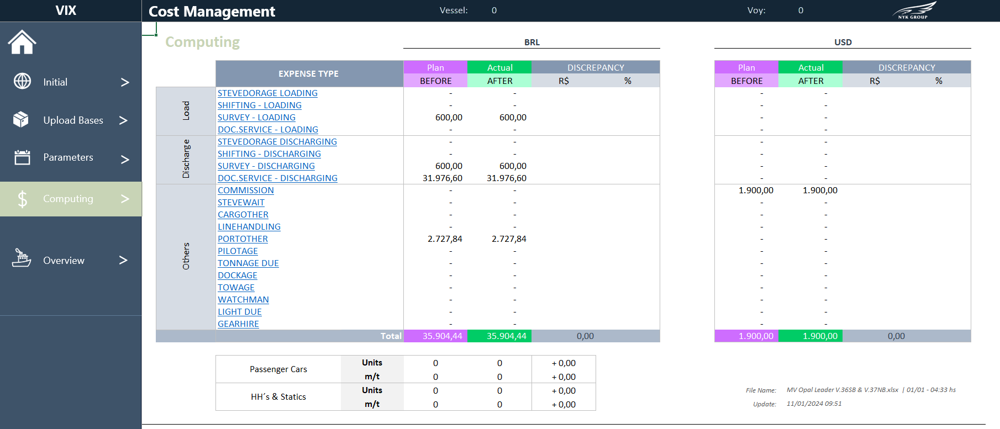 VIX
Cost Management
Vessel: 0
Voy: 0
NYK GROUP
Initial >
Upload Bases >
Parameters >
$ Computing >
Overview >
Computing
BRL
USD
EXPENSE TYPE
Plan Actual DISCREPANCY Plan Actual DISCREPANCY
BEFORE AFTER R$ % BEFORE AFTER R$ %
Load
STEVEDORAGE LOADING - - - -
SHIFTING - LOADING - - - -
SURVEY - LOADING 600,00 600,00 - -
DOC.SERVICE - LOADING - - - -
Discharge
STEVEDORAGE DISCHARGING - - - -
SHIFTING - DISCHARGING - - - -
SURVEY - DISCHARGING 600,00 600,00 - -
DOC.SERVICE - DISCHARGING 31.976,60 31.976,60 - -
Others
COMMISSION - - 1.900,00 1.900,00
STEVEWAIT - - - -
CARGOTHER - - - -
LINEHANDLING - - - -
PORTOTHER 2.727,84 2.727,84 - -
PILOTAGE - - - -
TONNAGE DUE - - - -
DOCKAGE - - - -
TOWAGE - - - -
WATCHMAN - - - -
LIGHT DUE - - - -
GEARHIRE - - - -
Total 35.904,44 35.904,44 0,00 1.900,00 1.900,00 0,00
Passenger Cars
Units 0 0 + 0,00
m/t 0 0 + 0,00
HH´s & Statics
Units 0 0 + 0,00
m/t 0 0 + 0,00
File Name: MV Opal Leader V.36SB & V.37NB.xlsx | 01/01 - 04:33 hs
Update: 11/01/2024 09:51